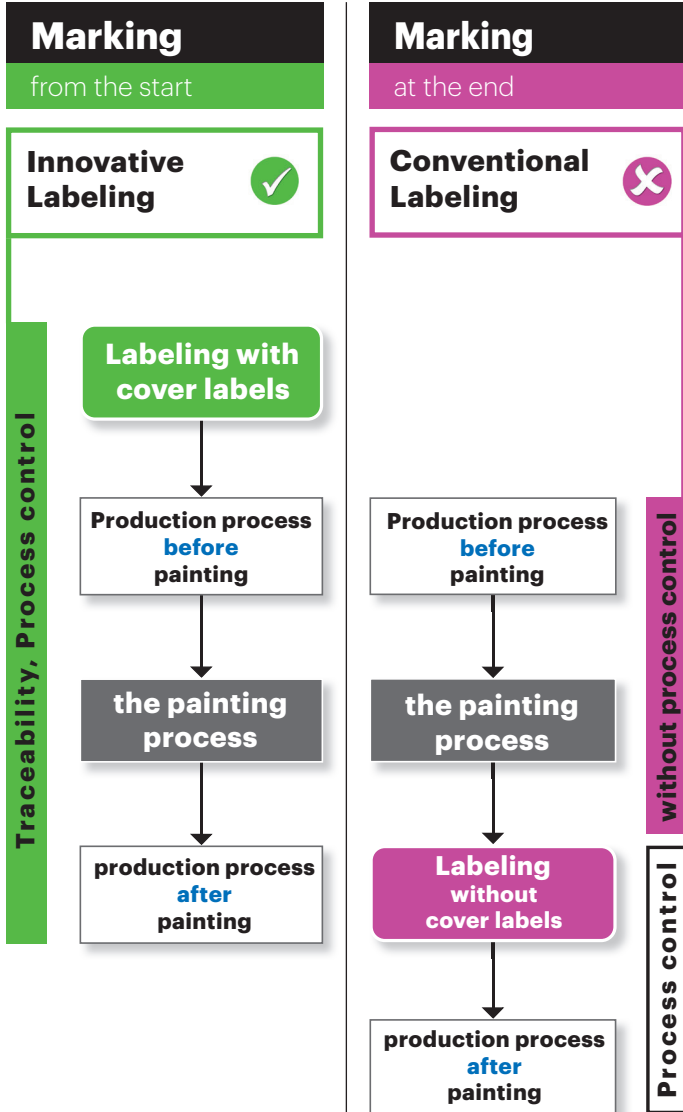 Marking
from the start
Innovative
Labeling
Traceability, Process control
Labeling with
cover labels
Production process
before
painting
the painting
process
production process
after
painting
Marking
at the end
Conventional
Labeling
Production process
before
painting
the painting
process
Labeling
without
cover labels
production process
after
painting
without process control
Process control